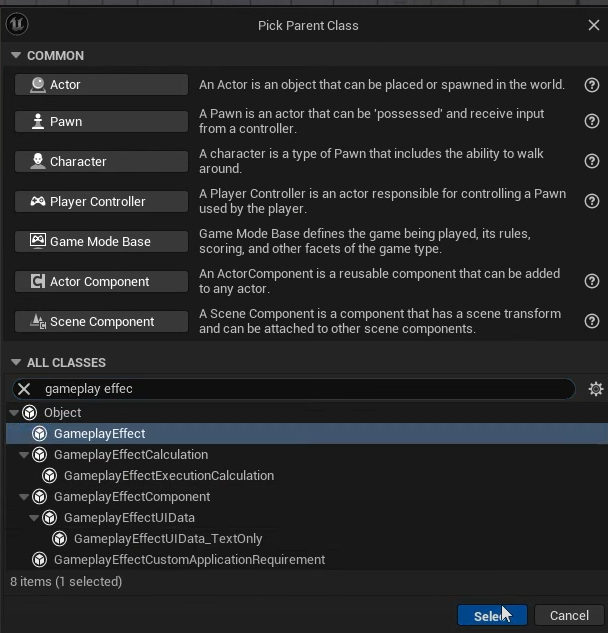 Pick Parent Class
COMMON
Actor
An Actor is an object that can be placed or spawned in the world.
Pawn
A Pawn is an actor that can be 'possessed' and receive input
from a controller.
Character
A character is a type of Pawn that includes the ability to walk
around.
Player Controller
A Player Controller is an actor responsible for controlling a Pawn
used by the player.
Game Mode Base
Game Mode Base defines the game being played, its rules,
scoring, and other facets of the game type.
Actor Component
An ActorComponent is a reusable component that can be added
to any actor.
Scene Component
A Scene Component is a component that has a scene transform
and can be attached to other scene components.
ALL CLASSES
gameplay effec
Object
GameplayEffect
GameplayEffectCalculation
GameplayEffectExecutionCalculation
GameplayEffectComponent
GameplayEffectUIData
GameplayEffectUIData_TextOnly
GameplayEffectCustomApplicationRequirement
8 items (1 selected)
Select
Cancel